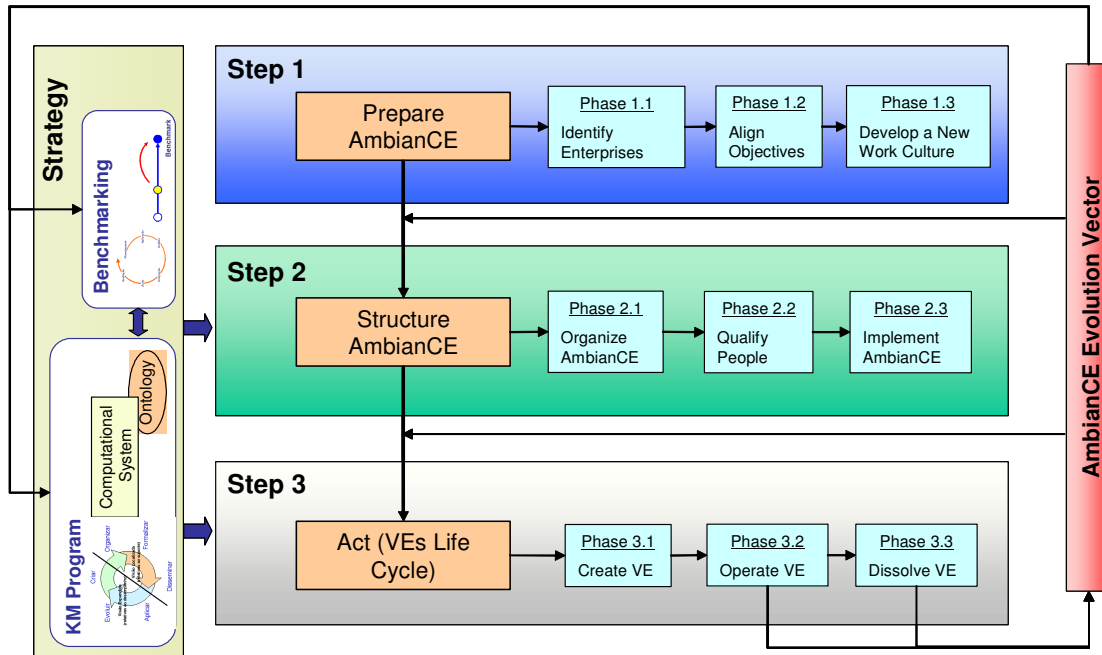 Strategy
Benchmarking
Benchmark
KM Program
Computational
System
Ontology
Criar
Organizar
Formalizar
Disseminar
Aplicar
Evoluir
Step 1
Prepare
AmbianCE
Phase 1.1
Identify
Enterprises
Phase 1.2
Align
Objectives
Phase 1.3
Develop a New
Work Culture
Step 2
Structure
AmbianCE
Phase 2.1
Organize
AmbianCE
Phase 2.2
Qualify
People
Phase 2.3
Implement
AmbianCE
Step 3
Act (VEs Life
Cycle)
Phase 3.1
Create VE
Phase 3.2
Operate VE
Phase 3.3
Dissolve VE
AmbianCE Evolution Vector